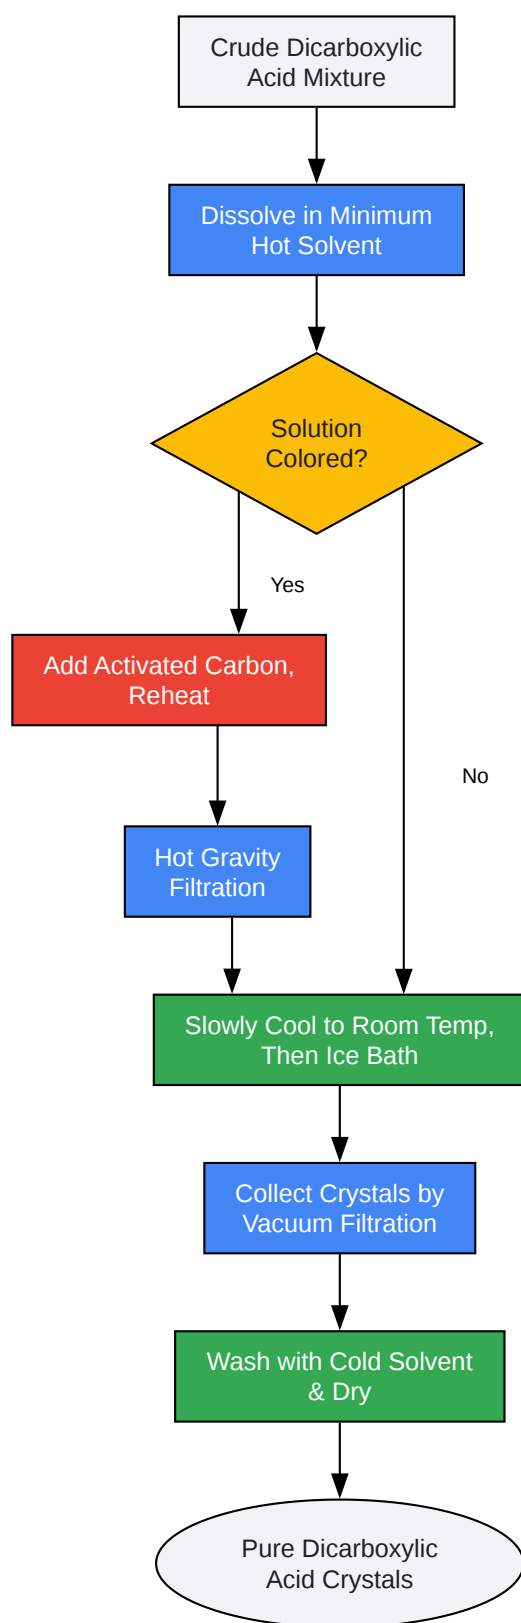 Crude Dicarboxylic
Acid Mixture
Dissolve in Minimum
Hot Solvent
Solution
Colored?
Yes
Add Activated Carbon,
Reheat
No
Hot Gravity
Filtration
Slowly Cool to Room Temp,
Then Ice Bath
Collect Crystals by
Vacuum Filtration
Wash with Cold Solvent
& Dry
Pure Dicarboxylic
Acid Crystals